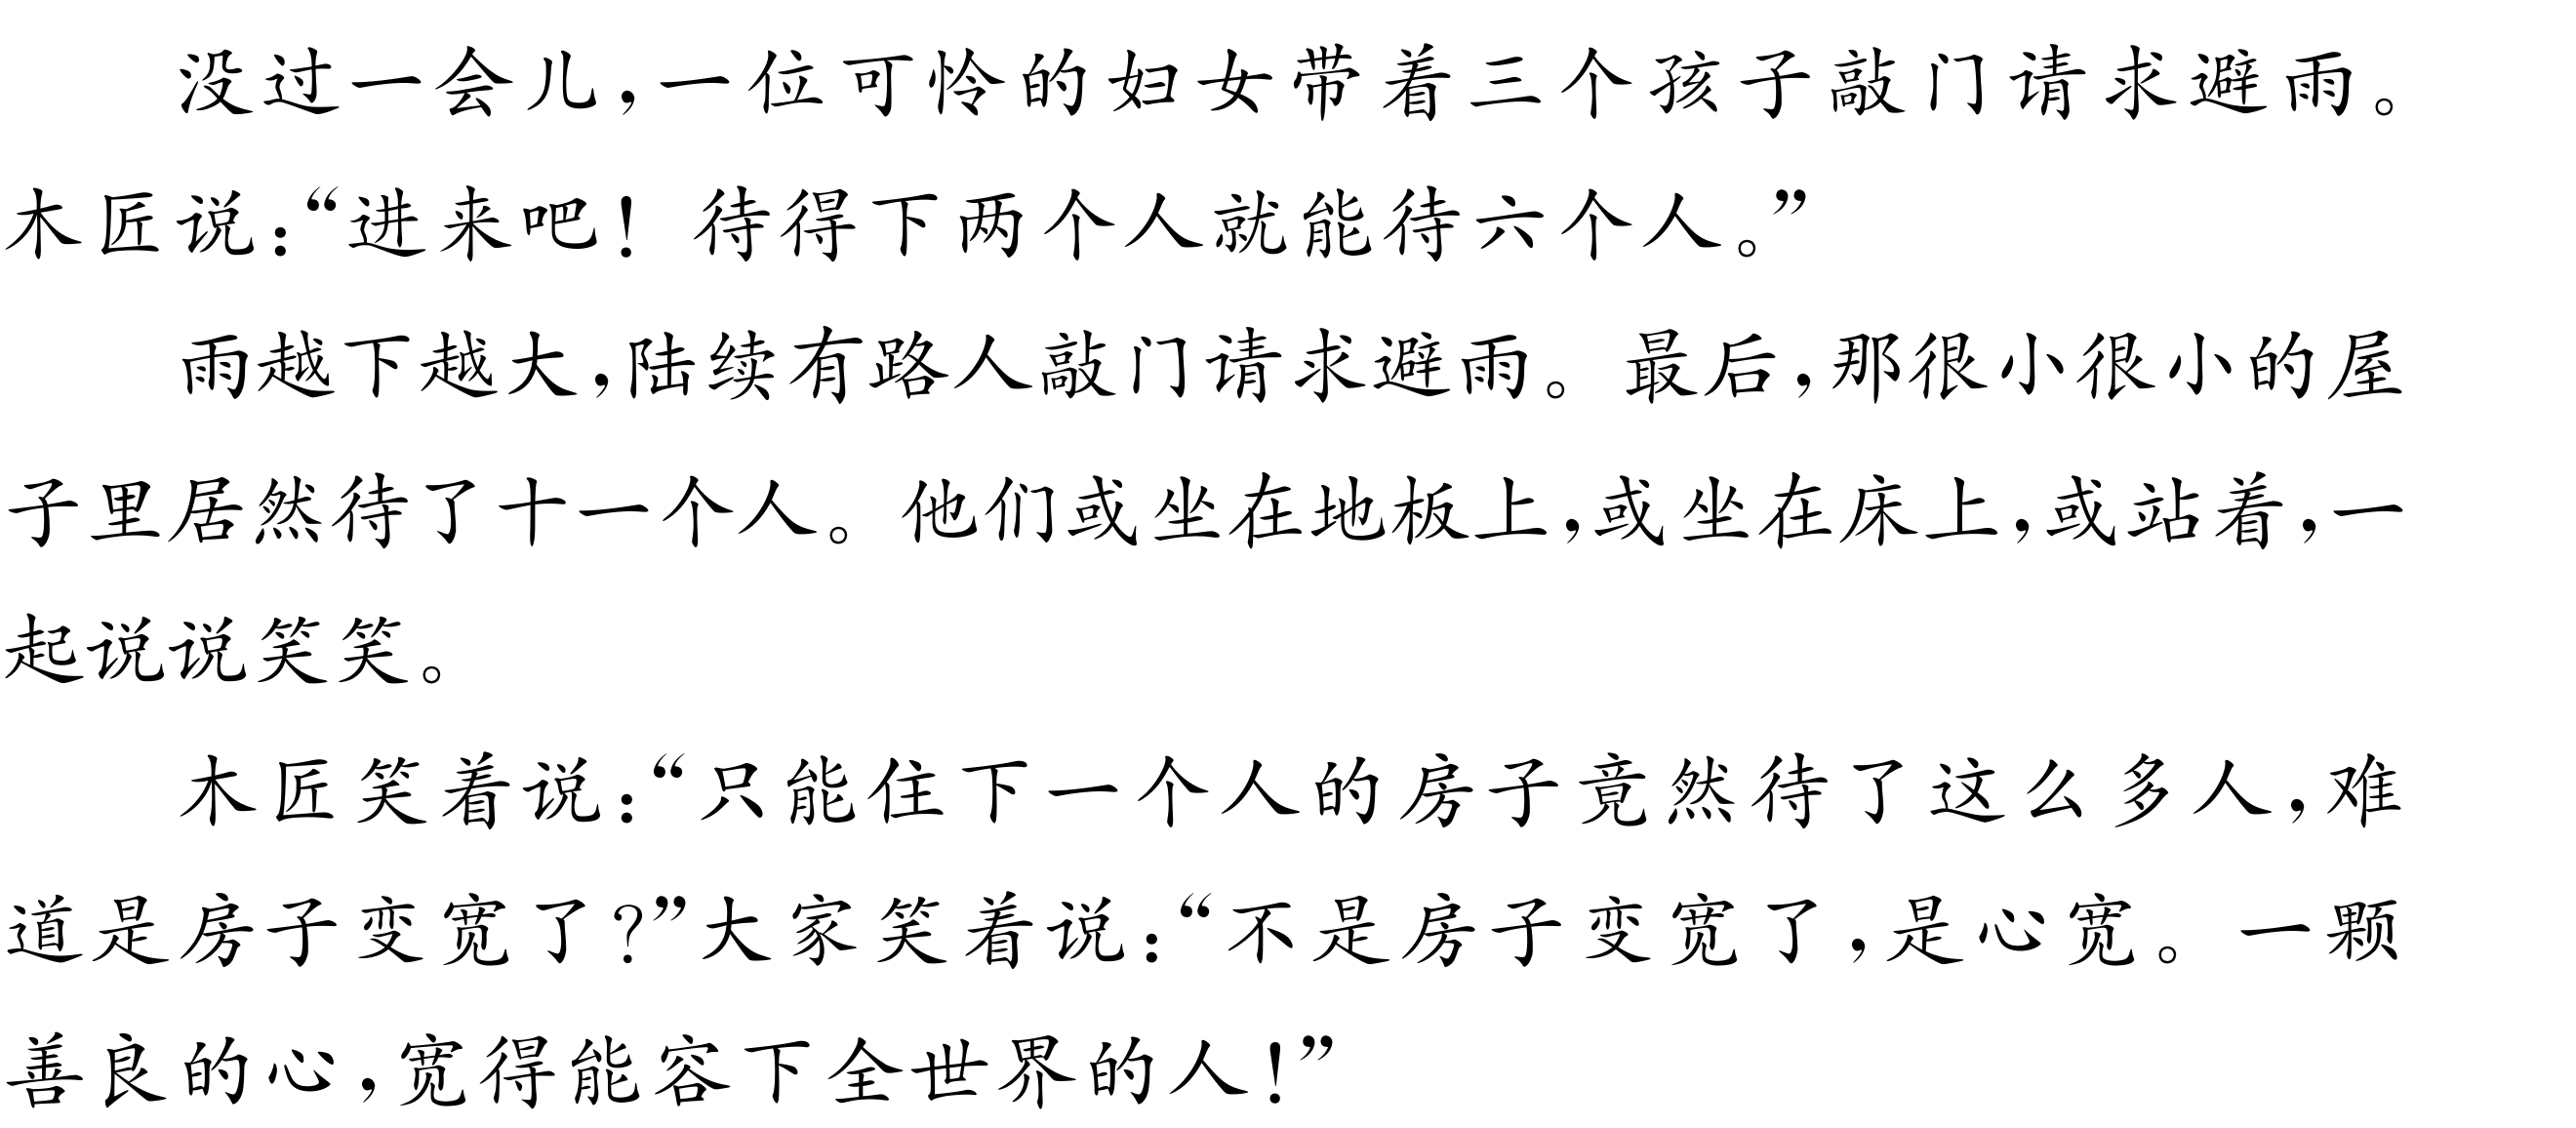 没过一会儿，一位可怜的妇女带着三个孩子敲门请求避雨。
木匠说：“进来吧！待得下两个人就能待六个人。”
雨越下越大，陆续有路人敲门请求避雨。最后，那很小很小的屋
子里居然待了十一个人。他们或坐在地板上，或坐在床上，或站着，一
起说说笑笑。
木匠笑着说：“只能住下一个人的房子竟然待了这么多人，难
道是房子变宽了？”大家笑着说：“不是房子变宽了，是心宽。一颗
善良的心，宽得能容下全世界的人！”